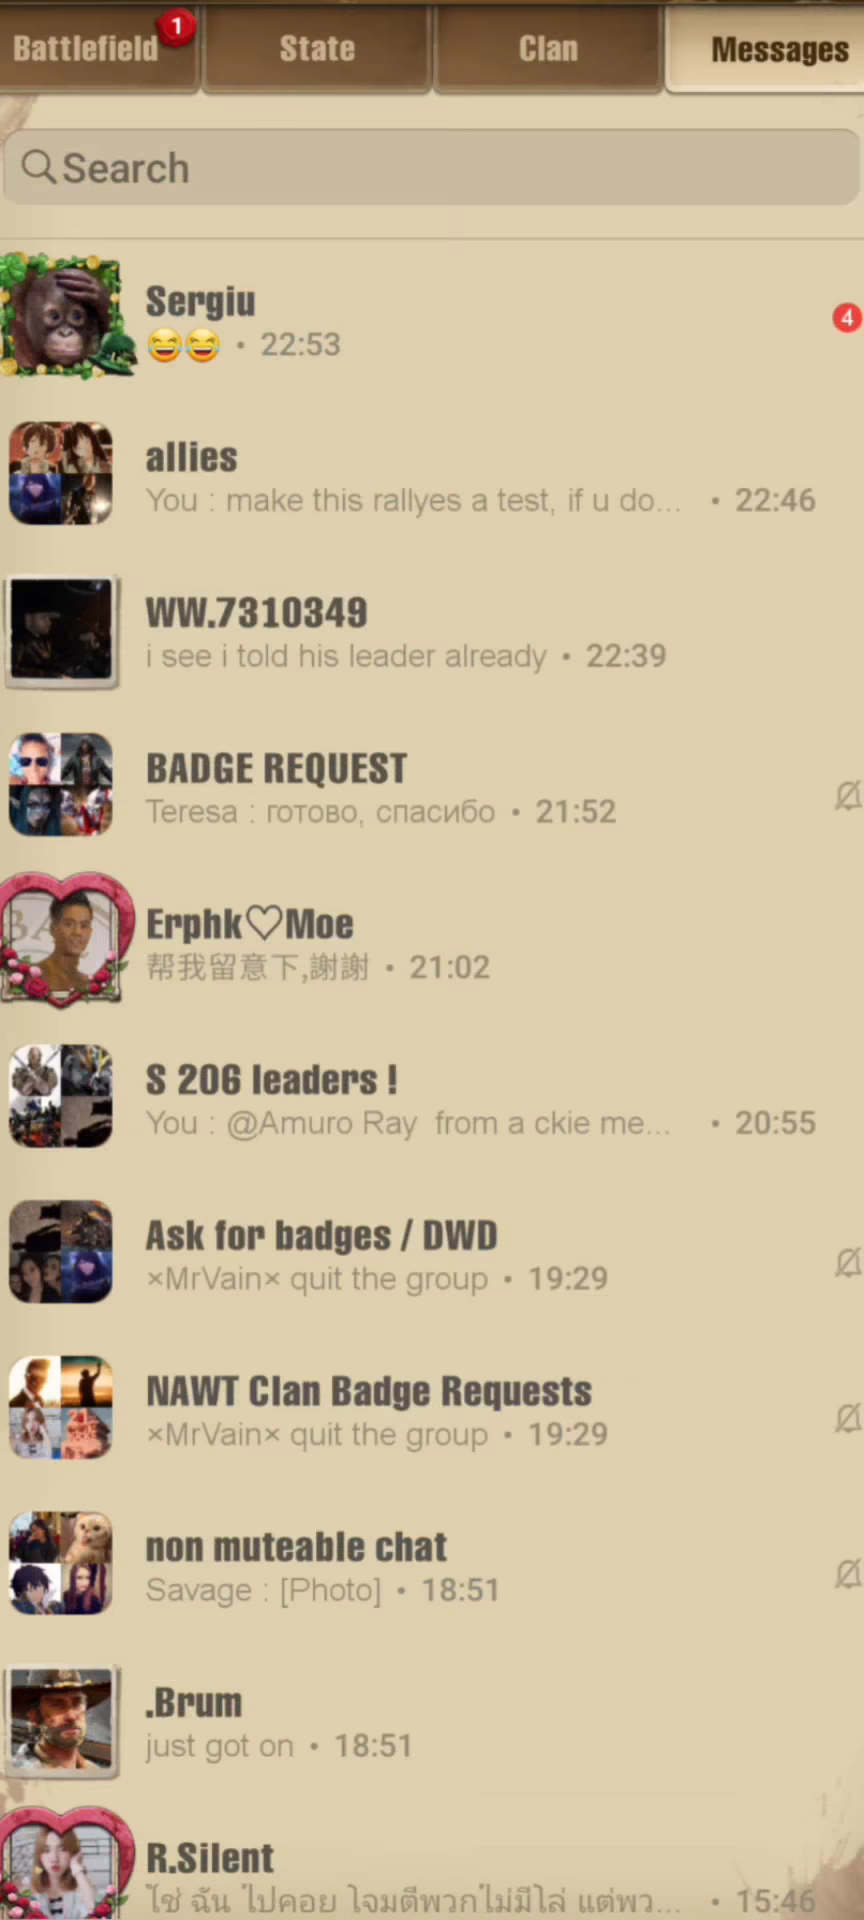 Battlefield 1 State Clan Messages
Search
Sergiu
😂😂 • 22:53
4
allies
You : make this rallyes a test, if u do... • 22:46
WW.7310349
i see i told his leader already • 22:39
BADGE REQUEST
Teresa : готово, спасибо • 21:52
Erphk♡Moe
帮我留意下,謝謝 • 21:02
S 206 leaders !
You : @Amuro Ray from a ckie me... • 20:55
Ask for badges / DWD
×MrVain× quit the group • 19:29
NAWT Clan Badge Requests
×MrVain× quit the group • 19:29
non muteable chat
Savage : [Photo] • 18:51
.Brum
just got on • 18:51
R.Silent
ใช่ ฉัน ไปคอย โจมตีพวกไม่มีโล่ แต่พว... • 15:46